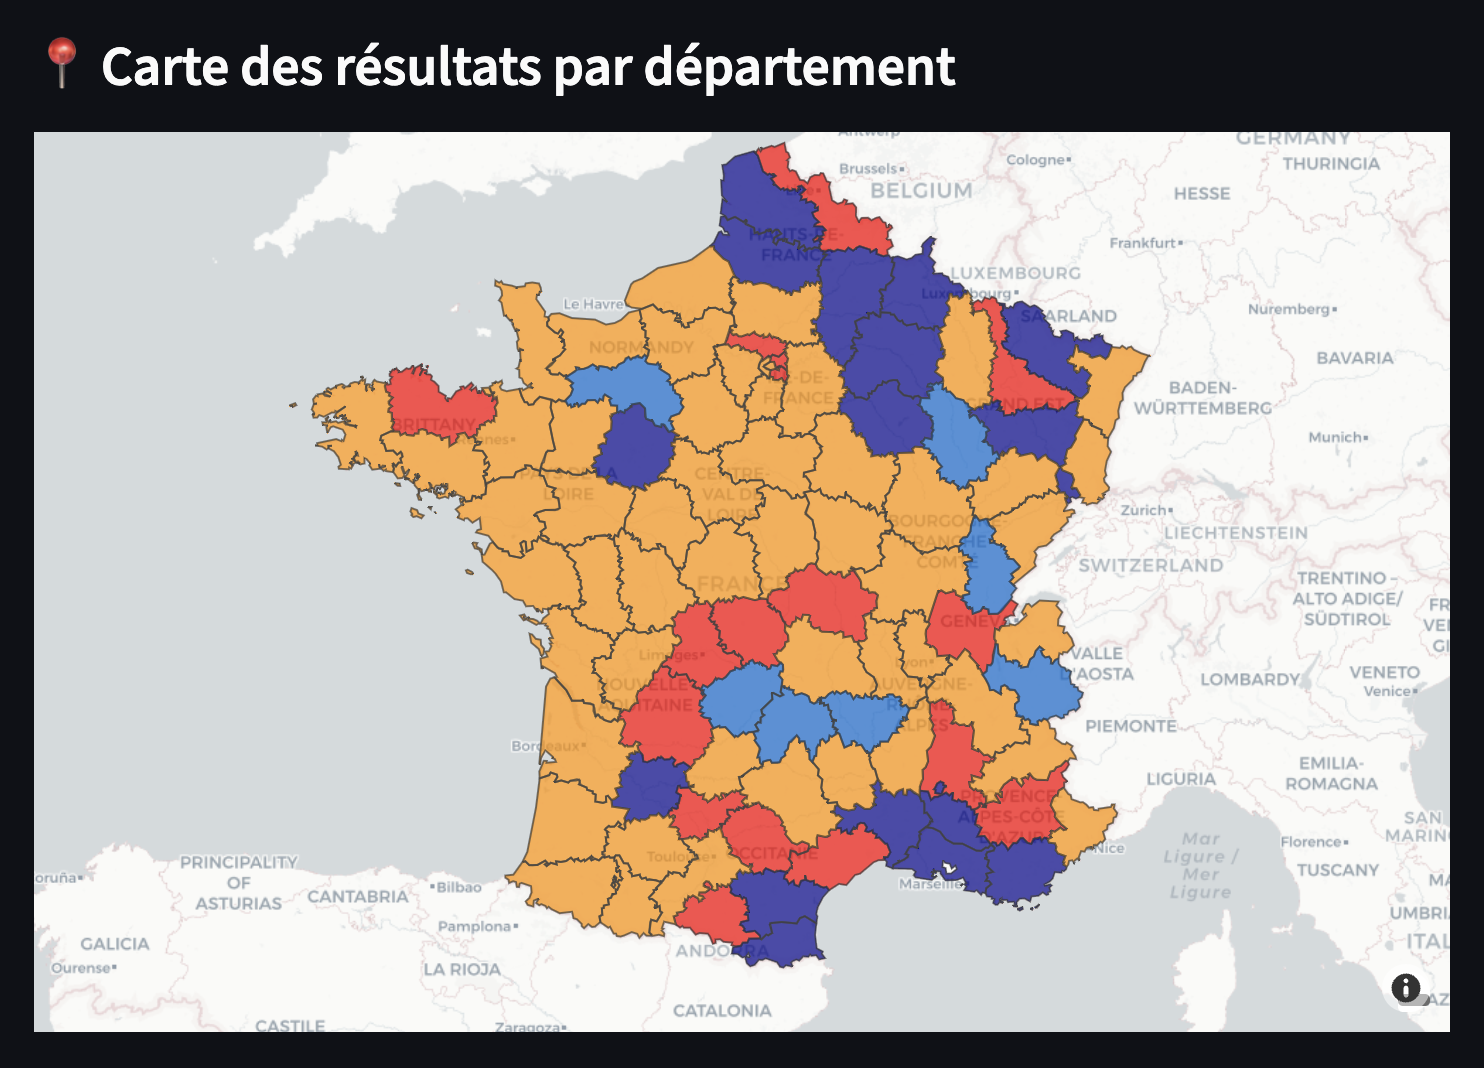 Carte des résultats par département
Antwerp
GERMANY
Brussels
Cologne
THURINGIA
BELGIUM
HESSE
HAUTS-DE-
FRANCE
Frankfurt
LUXEMBOURG
Luxembourg
Le Havre
SAARLAND
Nuremberg
NORMANDY
BAVARIA
ÎLE-DE-
FRANCE
BADEN-
WÜRTTEMBERG
GRAND EST
BRITTANY
Rennes
Munich
PAYS DE LA
LOIRE
CENTRE-
VAL DE
LOIRE
Zürich
BOURGOGNE-
FRANCHE-
COMTÉ
LIECHTENSTEIN
SWITZERLAND
FRANCE
TRENTINO -
ALTO ADIGE/
SÜDTIROL
GENEVA
Limoges
Lyon
VALLE
D'AOSTA
LOMBARDY
VENETO
Venice
NOUVELLE-
AQUITAINE
AUVERGNE-
RHÔNE-
ALPES
PIEMONTE
Bordeaux
LIGURIA
EMILIA-
ROMAGNA
PROVENCE-
ALPES-CÔTE
D'AZUR
SAN
MARIN
Mar
Ligure /
Mer
Ligure
Florence
Nice
Toulouse
OCCITANIE
PRINCIPALITY
OF
ASTURIAS
oruña
CANTABRIA
Bilbao
Marseille
TUSCANY
Pamplona
UMBRI
GALICIA
ANDORRA
ITAL
Ourense
LA RIOJA
CATALONIA
CASTILE
Zaragoza
AZ